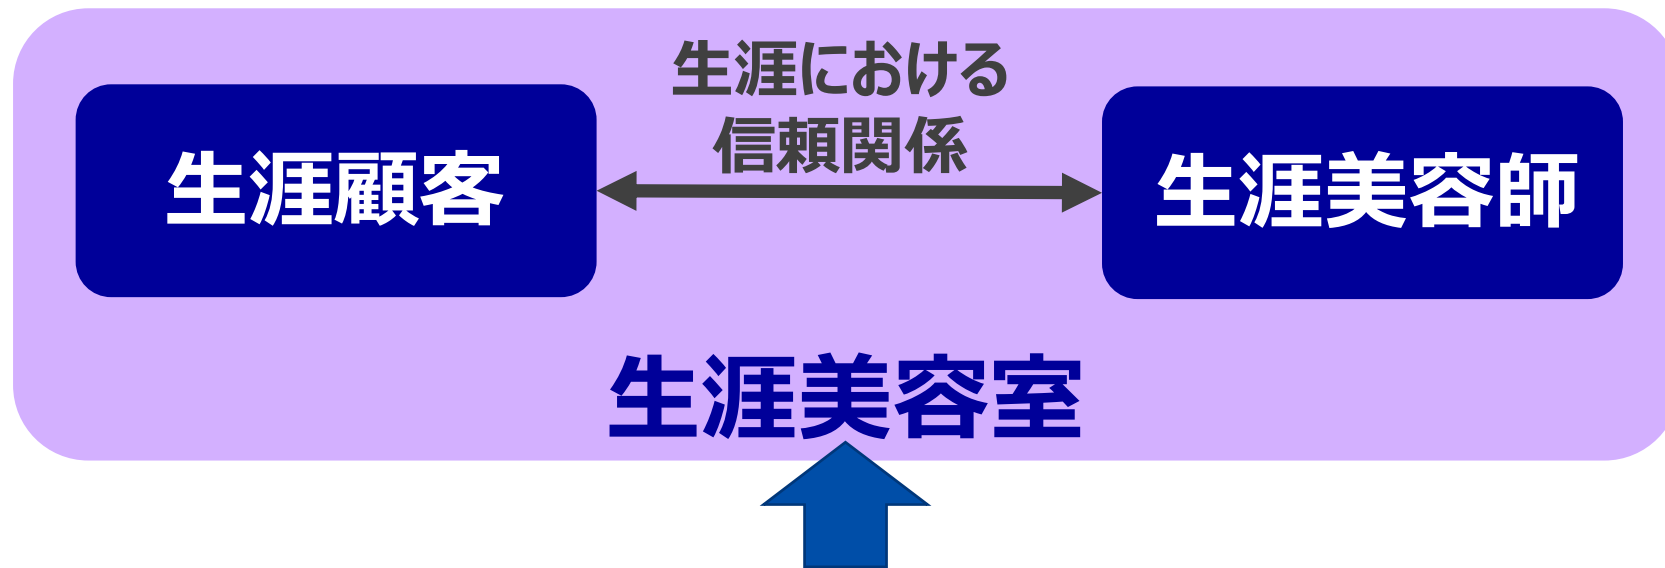 生涯における
信頼関係
生涯顧客
生涯美容師
生涯美容室